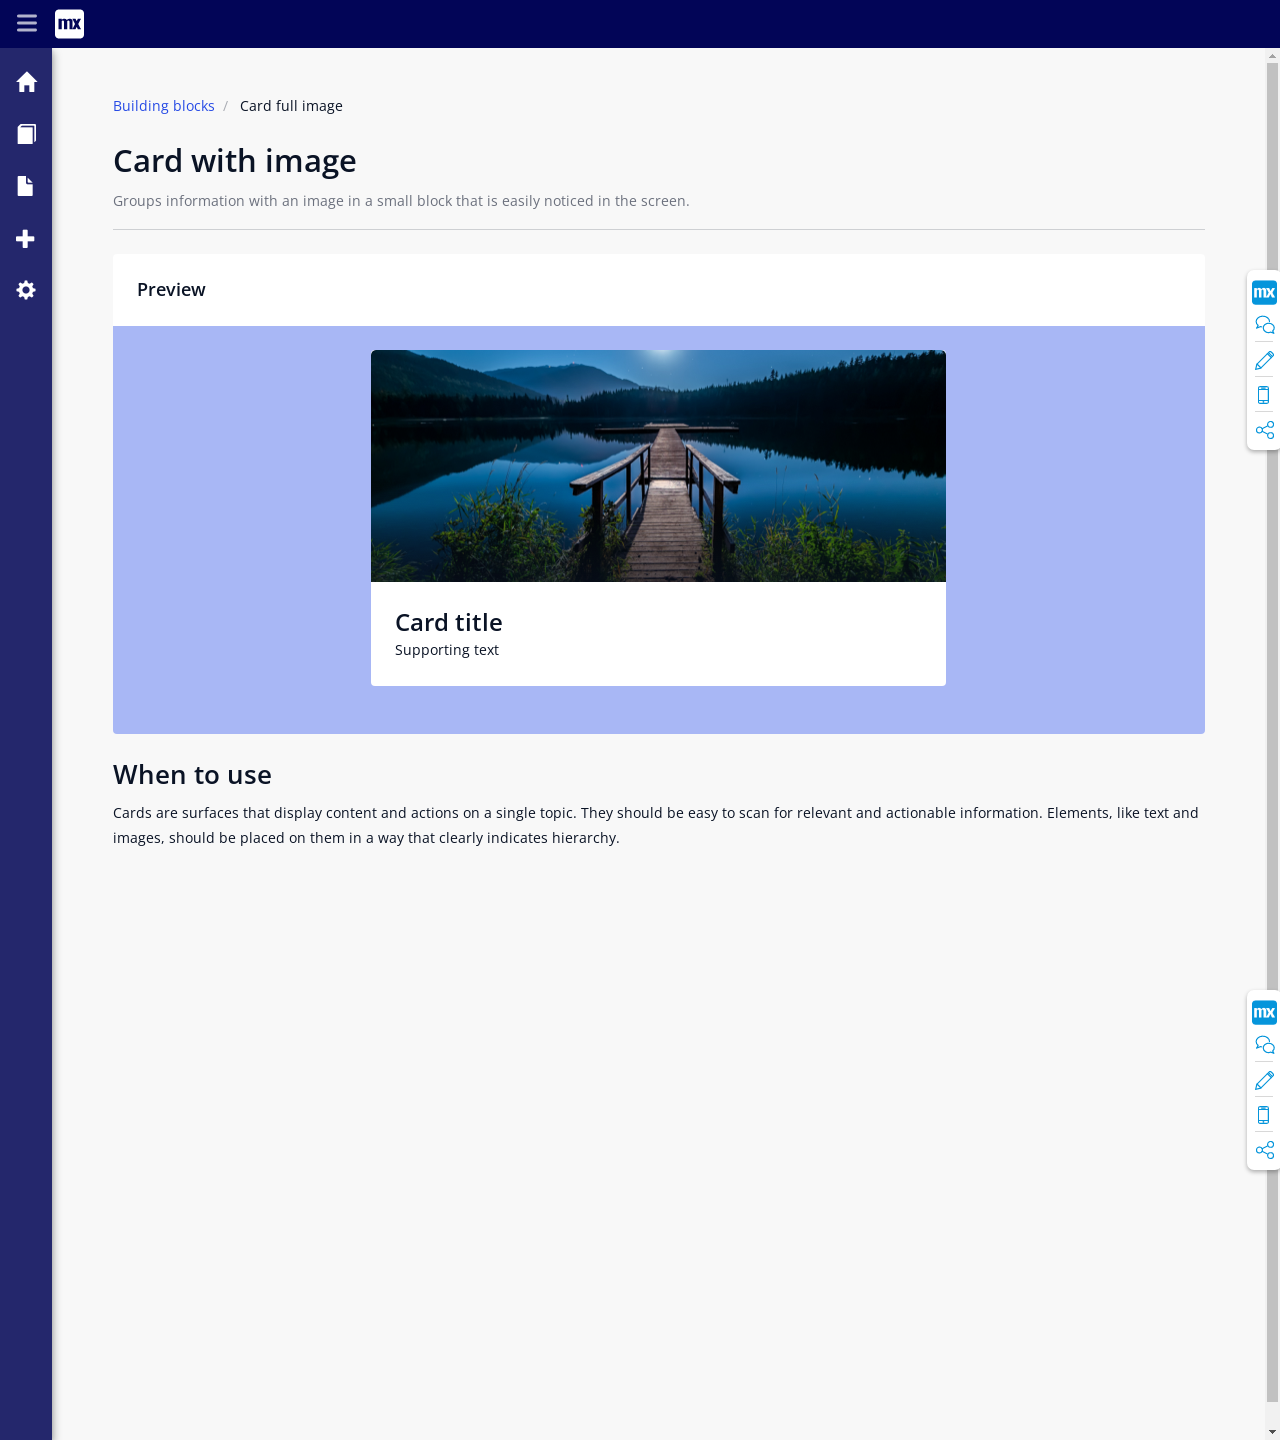 mx
Building blocks / Card full image
Card with image
Groups information with an image in a small block that is easily noticed in the screen.
Preview
mx
Card title
Supporting text
When to use
Cards are surfaces that display content and actions on a single topic. They should be easy to scan for relevant and actionable information. Elements, like text and
images, should be placed on them in a way that clearly indicates hierarchy.
mx